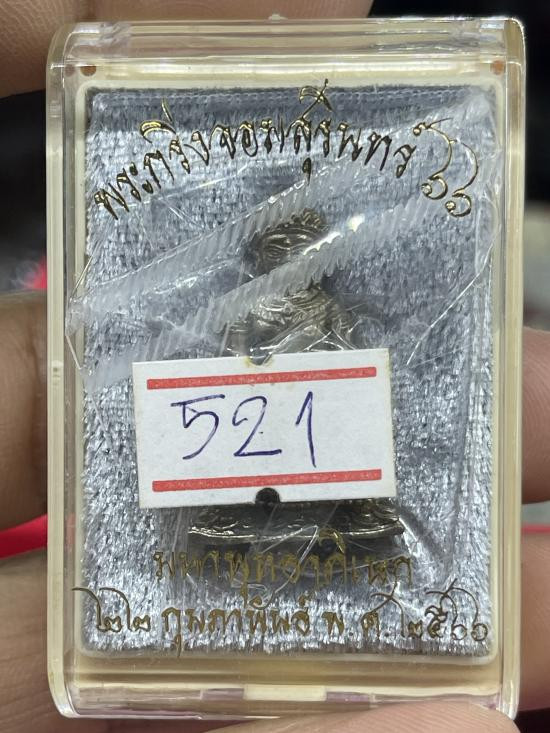 พระกริ่งจอมสุรินทร์ ๖๖
521
มหาพุทธาภิเษก
๒๒ กุมภาพันธ์ พ.ศ. ๒๕๖๖